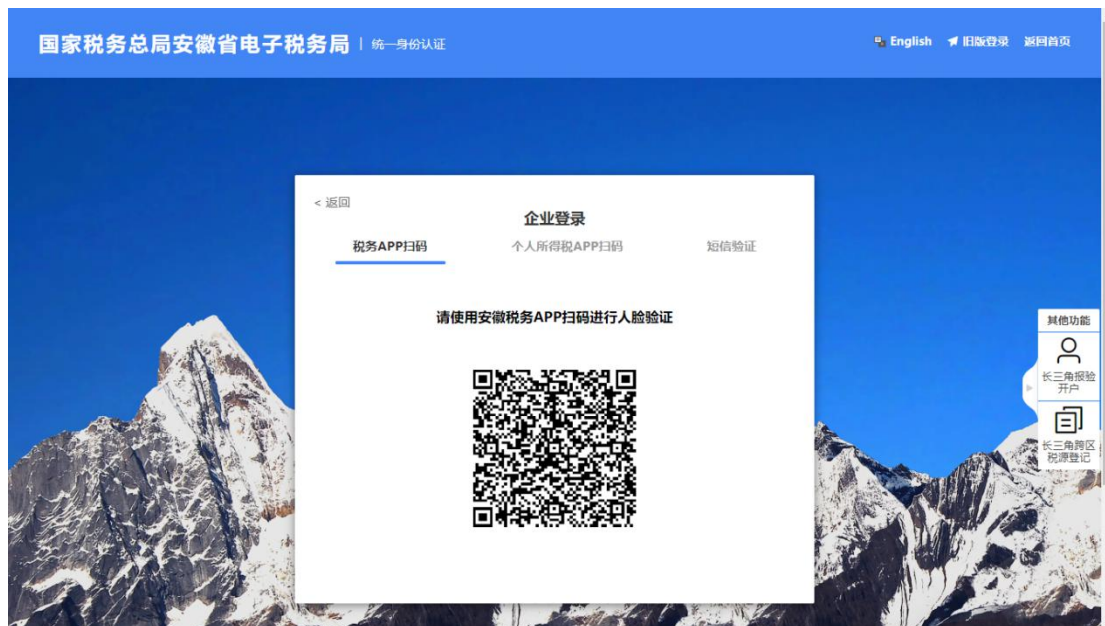 国家税务总局安徽省电子税务局 | 统一身份认证
English 旧版登录 返回首页
< 返回
企业登录
税务APP扫码 个人所得税APP扫码 短信验证
请使用安徽税务APP扫码进行人脸验证
其他功能
长三角报验
开户
长三角跨区
税源登记